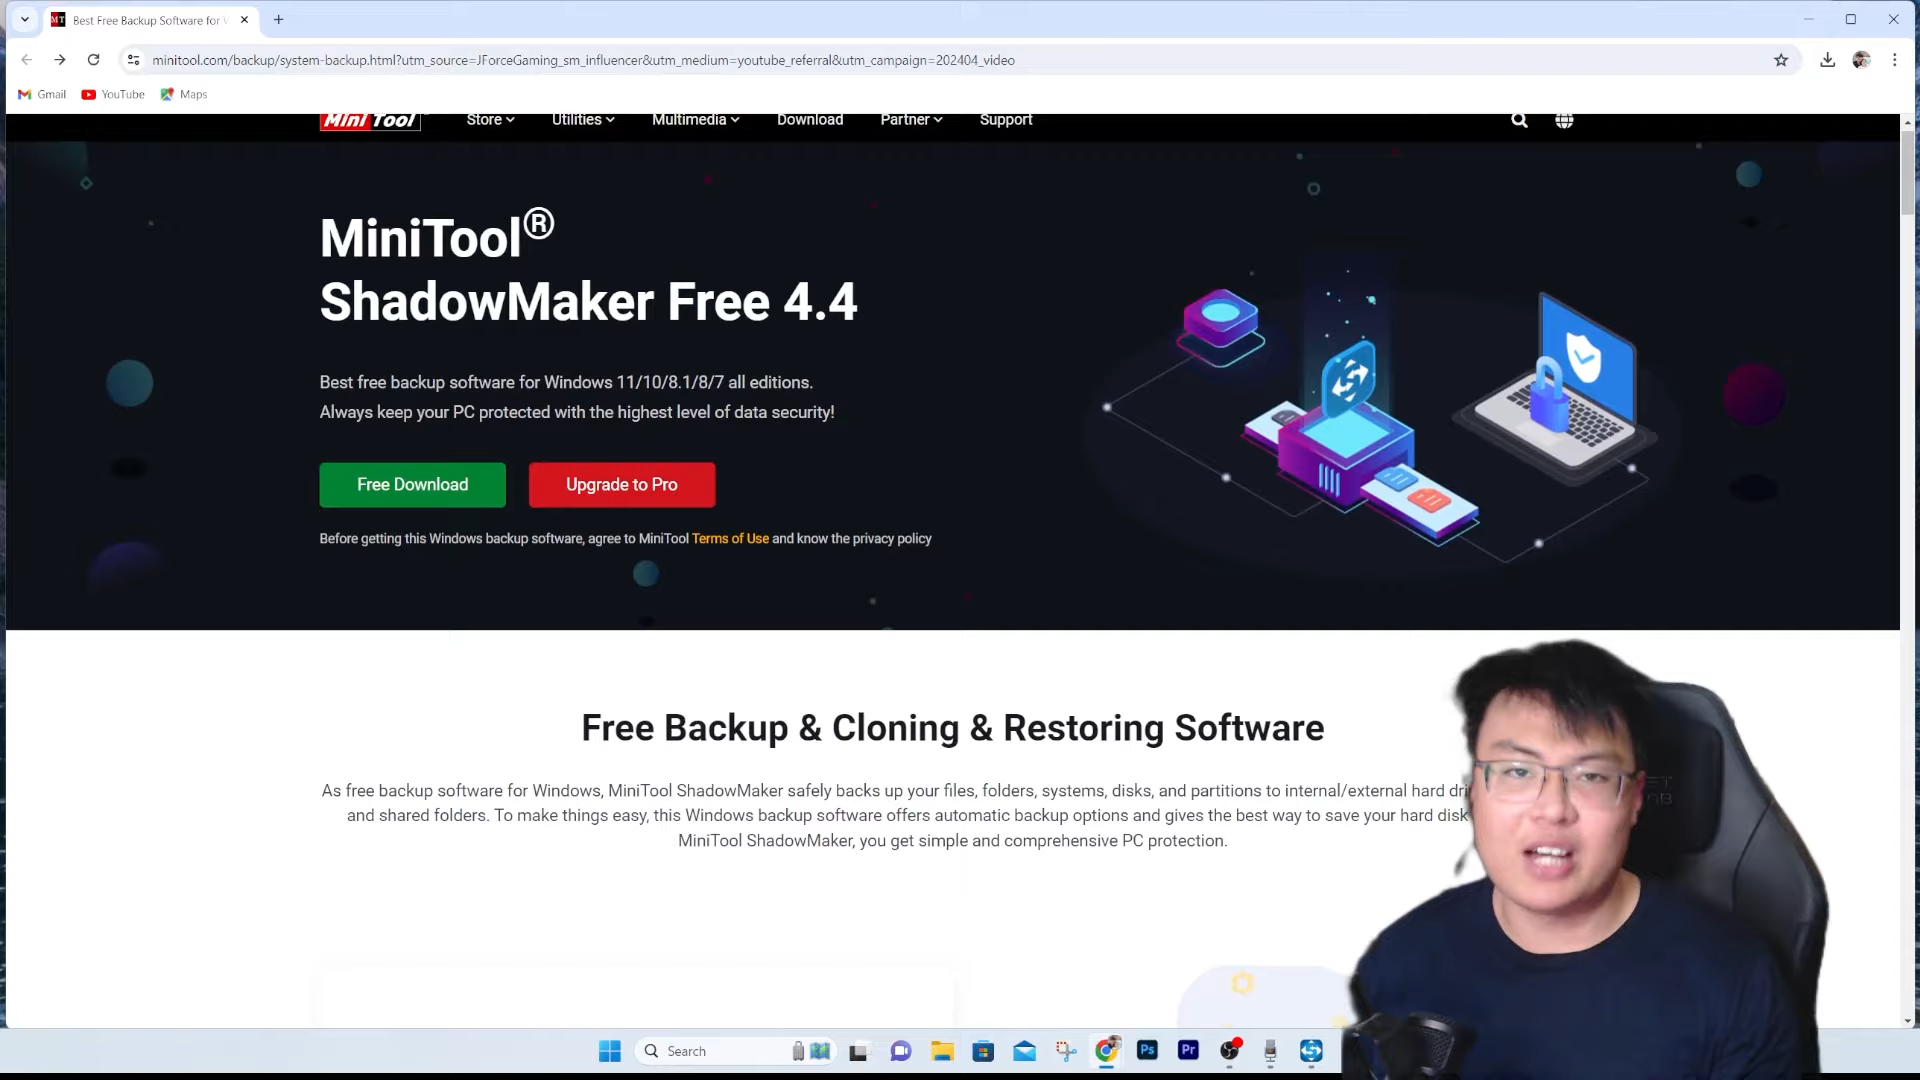 MT Best Free Backup Software for W
minitool.com/backup/system-backup.html?utm_source=JForceGaming_sm_influencer&utm_medium=youtube_referral&utm_campaign=202404_video
Gmail YouTube Maps
Mini Tool Store Utilities Multimedia Download Partner Support
MiniTool®
ShadowMaker Free 4.4
Best free backup software for Windows 11/10/8.1/8/7 all editions.
Always keep your PC protected with the highest level of data security!
Free Download Upgrade to Pro
Before getting this Windows backup software, agree to MiniTool Terms of Use and know the privacy policy
Free Backup & Cloning & Restoring Software
As free backup software for Windows, MiniTool ShadowMaker safely backs up your files, folders, systems, disks, and partitions to internal/external hard dri
and shared folders. To make things easy, this Windows backup software offers automatic backup options and gives the best way to save your hard disk
MiniTool ShadowMaker, you get simple and comprehensive PC protection.
Search Ps Pr